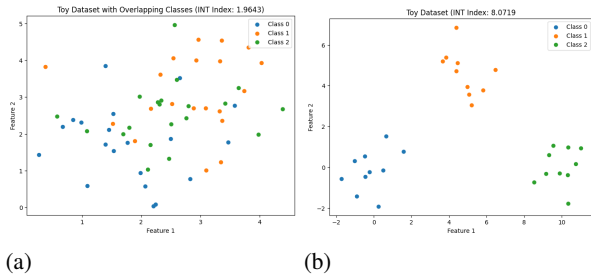 Toy Dataset with Overlapping Classes (INT Index: 1.9643)
Class 0
Class 1
Class 2
5
4
3
2
1
0
Feature 2
1
2
3
4
Feature 1
(a)
Toy Dataset (INT Index: 8.0719
Class 0
Class 1
Class 2
6
4
2
0
−2
Feature 2
−2
0
2
4
6
8
10
Feature 1
(b)